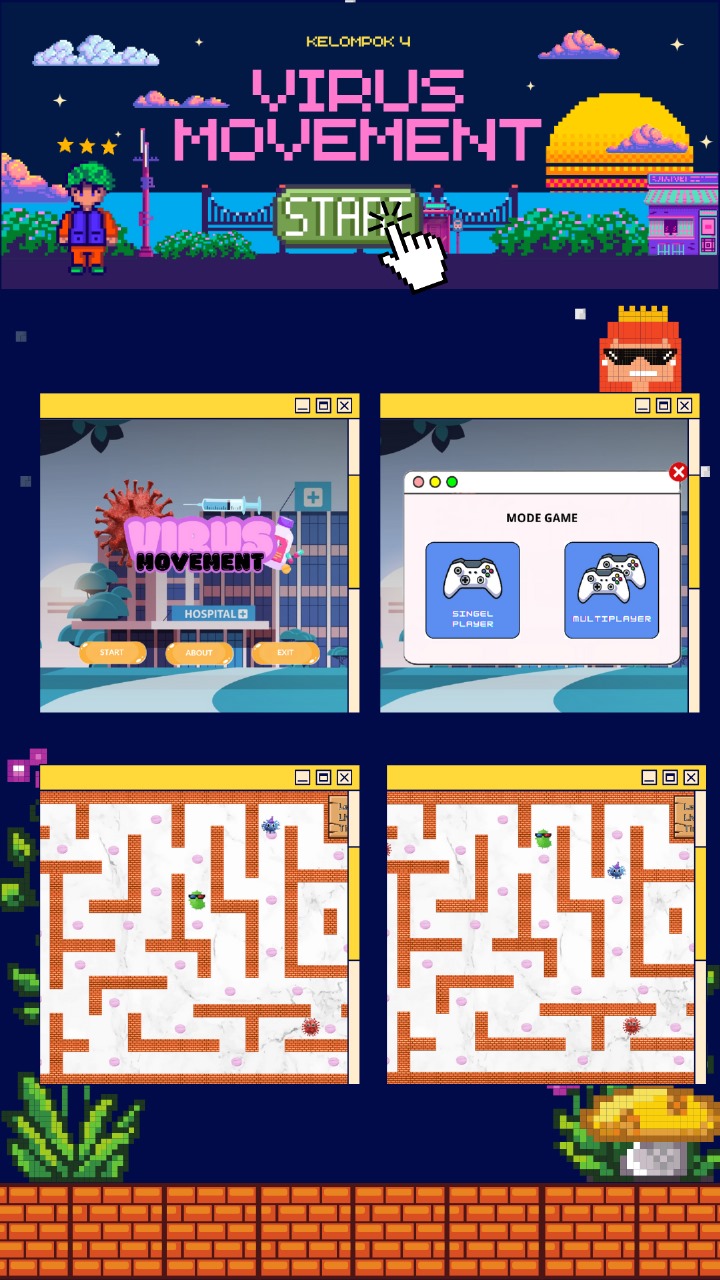 KELOMPOK 4
VIRUS
MOVEMENT
START
VIRUS
MOVEMENT
HOSPITAL
START
ABOUT
EXIT
MODE GAME
SINGEL
PLAYER
MULTIPLAYER